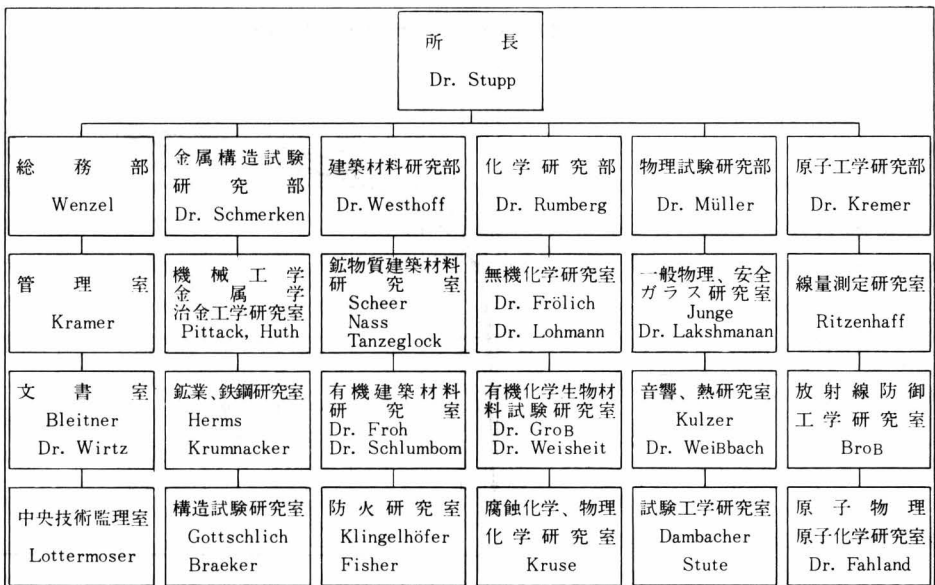 所長
Dr. Stupp
総務部
Wenzel
金属構造試験
研究部
Dr. Schmerken
建築材料研究部
Dr. Westhoff
化学研究部
Dr. Rumberg
物理試験研究部
Dr. Müller
原子工学研究部
Dr. Kremer
管理室
Kramer
機械工学
金属学
冶金工学研究室
Pittack, Huth
鉱物質建築材料
研究室
Scheer
Nass
Tanzeglock
無機化学研究室
Dr. Frölich
Dr. Lohmann
一般物理、安全
ガラス研究室
Junge
Dr. Lakshmanan
線量測定研究室
Ritzenhaff
文書室
Bleitner
Dr. Wirtz
鉱業、鉄鋼研究室
Herms
Krumnacker
有機建築材料
研究室
Dr. Froh
Dr. Schlumbom
有機化学生物材
料試験研究室
Dr. Groß
Dr. Weisheit
音響、熱研究室
Kulzer
Dr. Weißbach
放射線防御
工学研究室
Broß
中央技術監理室
Lottermoser
構造試験研究室
Gottschlich
Braeker
防火研究室
Klingelhöfer
Fisher
腐蝕化学、物理
化学研究室
Kruse
試験工学研究室
Dambacher
Stute
原子物理
原子化学研究室
Dr. Fahland